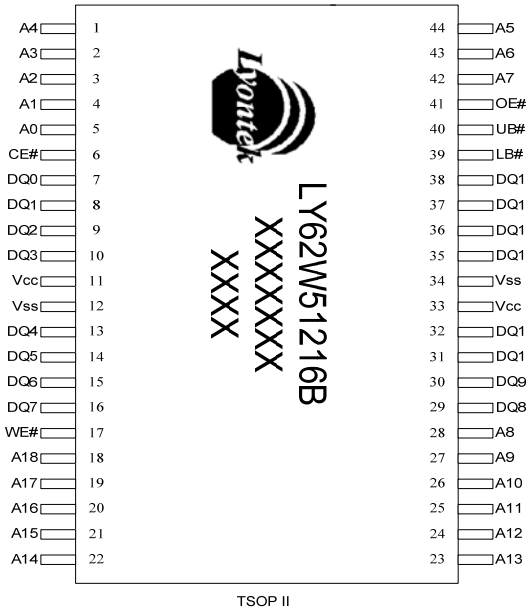 A4 1 44 A5
A3 2 43 A6
A2 3 42 A7
A1 4 41 OE#
A0 5 40 UB#
CE# 6 39 LB#
DQ0 7 38 DQ1
DQ1 8 37 DQ1
DQ2 9 36 DQ1
DQ3 10 35 DQ1
Vcc 11 34 Vss
Vss 12 33 Vcc
DQ4 13 32 DQ1
DQ5 14 31 DQ1
DQ6 15 30 DQ9
DQ7 16 29 DQ8
WE# 17 28 A8
A18 18 27 A9
A17 19 26 A10
A16 20 25 A11
A15 21 24 A12
A14 22 23 A13
Lyontek
LY62W51216B
XXXXXXX
XXXX
TSOP II